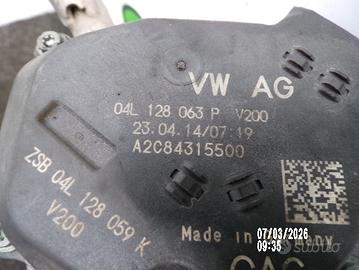 VW AG
04L 128 063 P V200
23.04.14/07:19
A2C84315500
ZSB 04L 128 059 K
V200
Made in Germany
07/03/2026
09:35